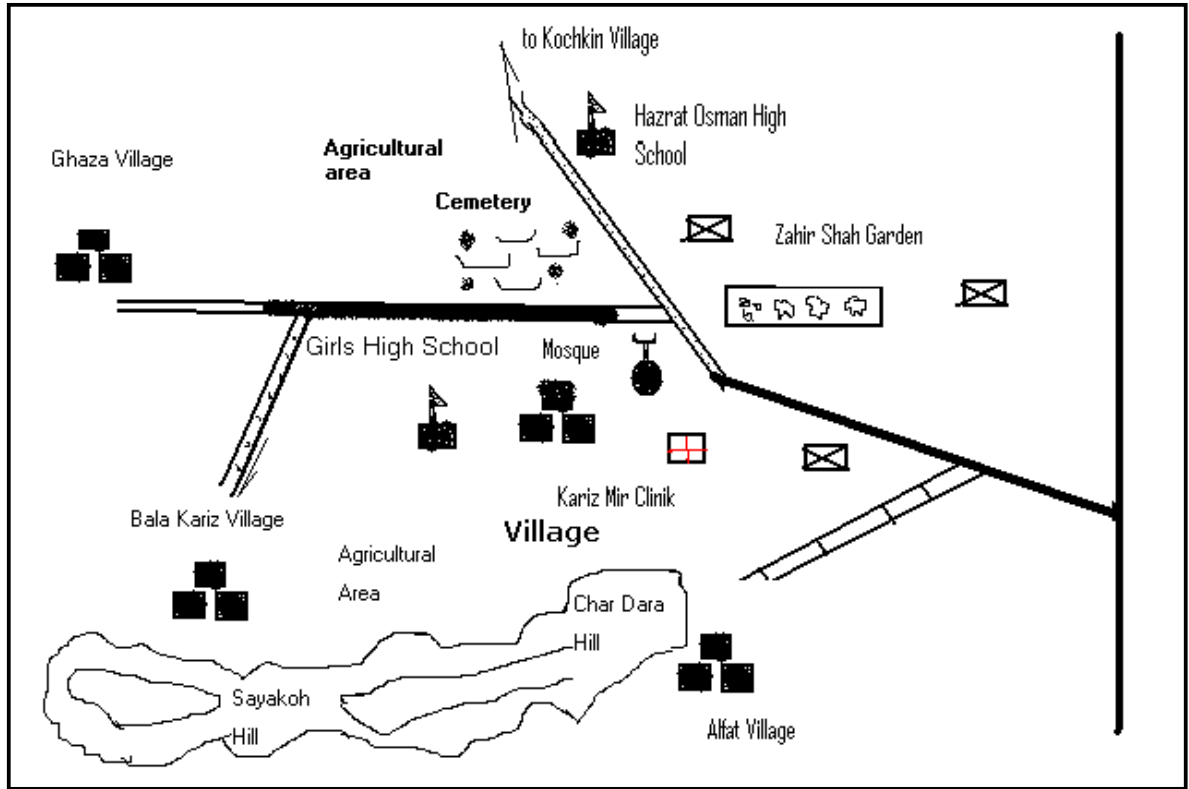 to Kochkin Village
Hazrat Osman High
School
Ghaza Village
Agricultural
area
Cemetery
Zahir Shah Garden
Girls High School
Mosque
Kariz Mir Clinik
Bala Kariz Village
Village
Agricultural
Area
Char Dara
Hill
Sayakoh
Hill
Alfat Village